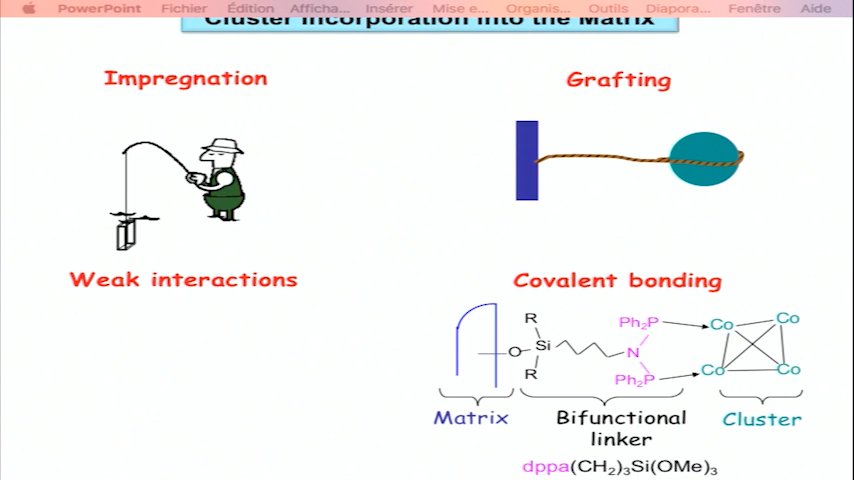 PowerPoint Fichier Édition Afficha... Insérer Mise e... Organis... Outils Diapora... Fenêtre Aide
Cluster Incorporation into the Matrix
Impregnation
Grafting
Weak interactions
Covalent bonding
R
Ph₂P
Co
Co
O
Si
N
R
Ph₂P
Co
Co
Matrix
Bifunctional
linker
Cluster
dppa(CH₂)₃Si(OMe)₃